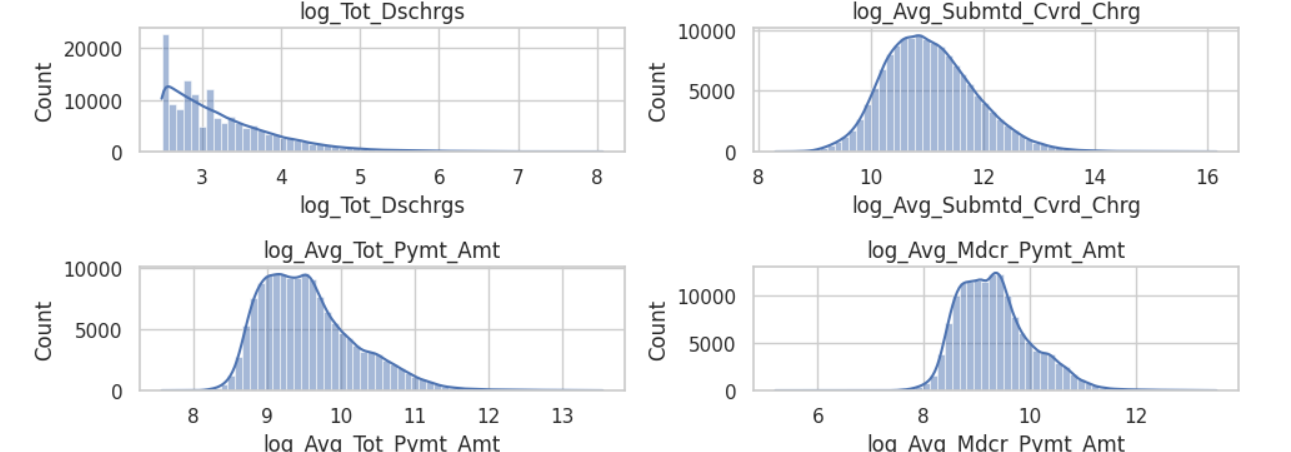 log_Tot_Dschrgs
20000
10000
0
Count
3 4 5 6 7 8
log_Tot_Dschrgs
log_Avg_Submtd_Cvrd_Chrg
10000
5000
0
Count
8 10 12 14 16
log_Avg_Submtd_Cvrd_Chrg
log_Avg_Tot_Pymt_Amt
10000
5000
0
Count
8 9 10 11 12 13
log_Avg_Tot_Pymt_Amt
log_Avg_Mdcr_Pymt_Amt
10000
5000
0
Count
6 8 10 12
log_Avg_Mdcr_Pymt_Amt